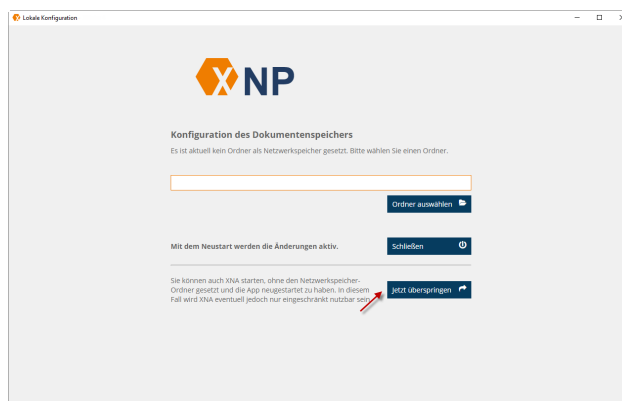 Lokale Konfiguration
XNP
Konfiguration des Dokumentenspeichers
Es ist aktuell kein Ordner als Netzwerkspeicher gesetzt. Bitte wählen Sie einen Ordner.
Ordner auswählen
Mit dem Neustart werden die Änderungen aktiv.
Schließen
Sie können auch XNA starten, ohne den Netzwerkspeicher-
Ordner gesetzt und die App neugestartet zu haben. In diesem
Fall wird XNA eventuell jedoch nur eingeschränkt nutzbar sein.
Jetzt überspringen